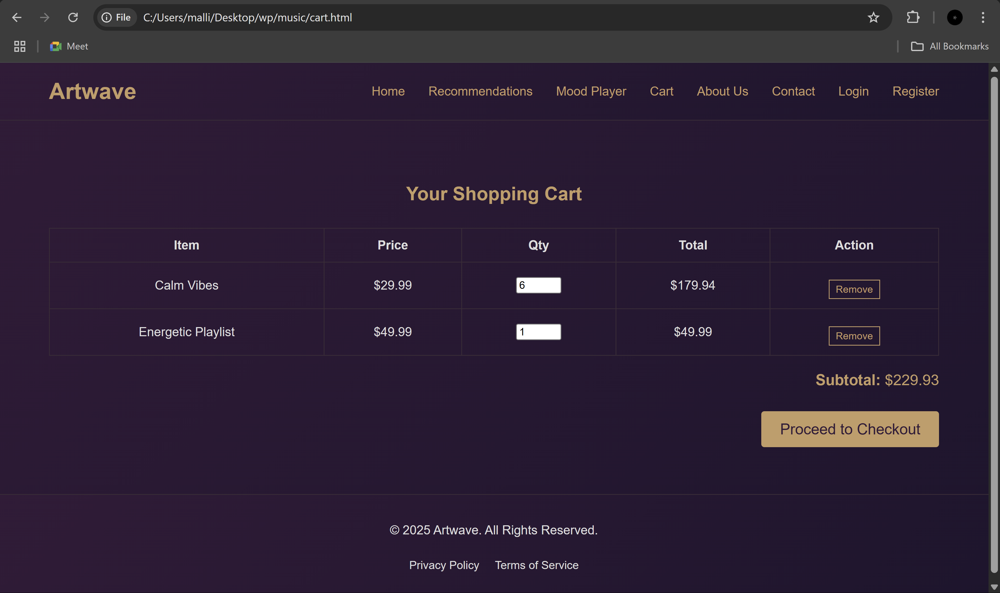 File C:/Users/malli/Desktop/wp/music/cart.html
Meet All Bookmarks
Artwave Home Recommendations Mood Player Cart About Us Contact Login Register
Your Shopping Cart
Item Price Qty Total Action
Calm Vibes $29.99 6 $179.94 Remove
Energetic Playlist $49.99 1 $49.99 Remove
Subtotal: $229.93
Proceed to Checkout
© 2025 Artwave. All Rights Reserved.
Privacy Policy Terms of Service